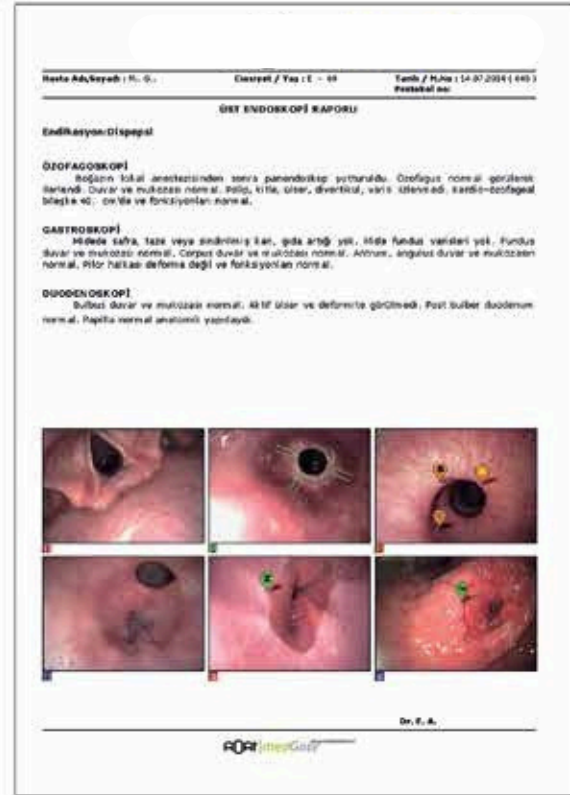 Hasta Adı/Soyadı : M. G.
Cinsiyet / Yaş : E -
Tarih / H.No : 14.07.2004 ( )
Protokol no:
ÜST ENDOSKOPİ RAPORU
Endikasyon:Dispepsi
ÖZOFAGOSKOPİ
Boğazın lokal anestezisinden sonra panendoskop yutturuldu. Özofagus normal görülerek
ilerlendi. Duvar ve mukozası normal. Polip, kitle, ülser, divertikül, varis izlenmedi. Kardio-özofageal
bileşke 40. cm'de ve fonksiyonları normal.
GASTROSKOPİ
Midede safra, taze veya sindirilmiş kan, gıda artığı yok. Mide fundus varisleri yok. Fundus
duvar ve mukozası normal. Corpus duvar ve mukozası normal. Antrum, angulus duvar ve mukozasın
normal. Pilor halkası deforme değil ve fonksiyonları normal.
DUODENOSKOPİ
Bulbus duvar ve mukozası normal. Aktif ülser ve deformite görülmedi. Post bulber duodenum
normal. Papilla normal anatomik yapıdaydı.
Dr. E. A.